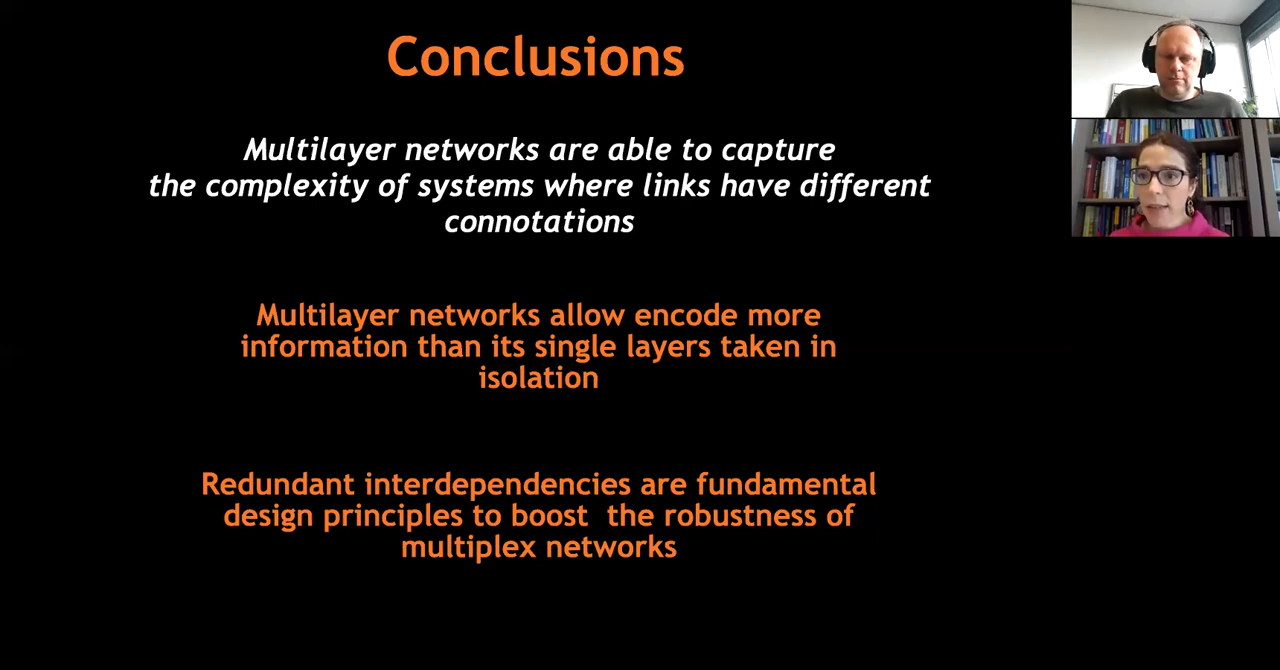 Conclusions
Multilayer networks are able to capture
the complexity of systems where links have different
connotations
Multilayer networks allow encode more
information than its single layers taken in
isolation
Redundant interdependencies are fundamental
design principles to boost  the robustness of
multiplex networks